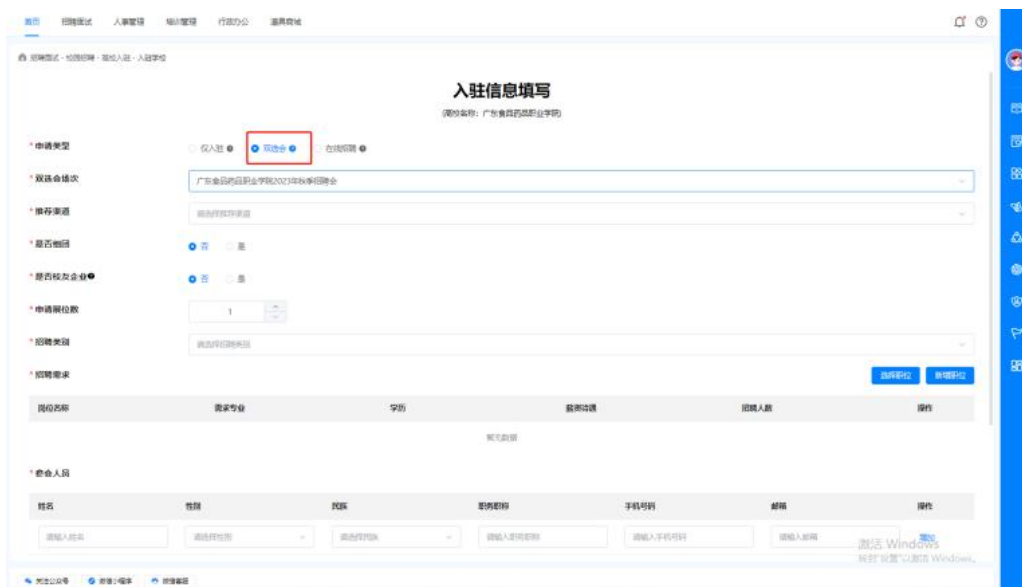 首页 招聘面试 人事管理 培训管理 行政办公 道具商城
招聘面试 · 校园招聘 · 高校入驻 · 入驻学校
入驻信息填写
(高校名称: 广东食品药品职业学院)
* 申请类型 仅入驻 双选会 在线招聘
* 双选会场次 广东食品药品职业学院2023年秋季招聘会
* 推荐渠道 请选择推荐渠道
* 是否抱团 否 是
* 是否校友企业 否 是
* 申请展位数 1
* 招聘类别 请选择招聘类别
* 招聘需求 选择职位 新增职位
岗位名称 需求专业 学历 薪资待遇 招聘人数 操作
暂无数据
* 参会人员
姓名 性别 民族 职务职称 手机号码 邮箱 操作
请输入姓名 请选择性别 请选择民族 请输入职务职称 请输入手机号码 请输入邮箱 增加
激活 Windows
转到"设置"以激活 Windows。
关注公众号 微信小程序 微信客服